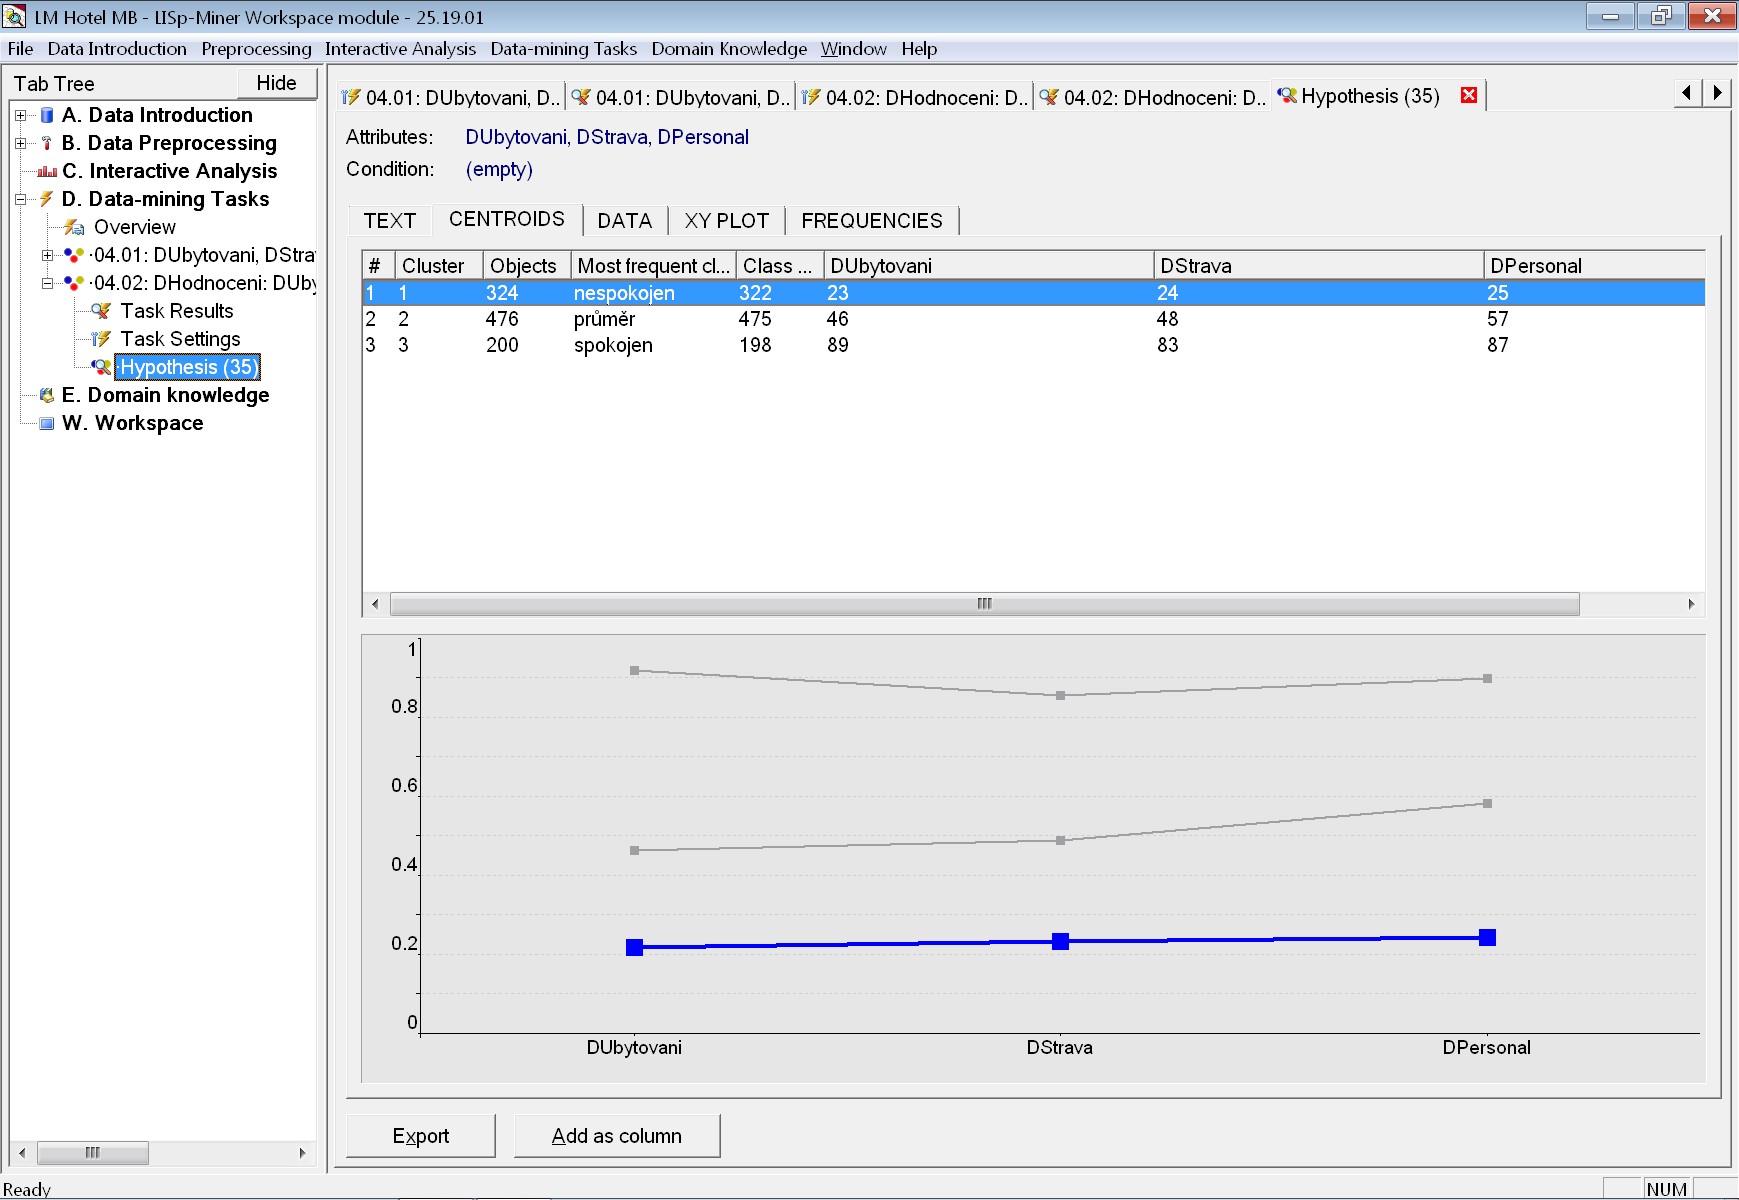 LM Hotel MB - LISp-Miner Workspace module - 25.19.01
File Data Introduction Preprocessing Interactive Analysis Data-mining Tasks Domain Knowledge Window Help
Tab Tree Hide
A. Data Introduction
B. Data Preprocessing
C. Interactive Analysis
D. Data-mining Tasks
Overview
·04.01: DUbytovani, DStra
·04.02: DHodnoceni: DUby
Task Results
Task Settings
·Hypothesis (35)
E. Domain knowledge
W. Workspace
04.01: DUbytovani, D.. 04.01: DUbytovani, D.. 04.02: DHodnoceni: D.. 04.02: DHodnoceni: D.. Hypothesis (35)
Attributes: DUbytovani, DStrava, DPersonal
Condition: (empty)
TEXT CENTROIDS DATA XY PLOT FREQUENCIES
# Cluster Objects Most frequent cl... Class ... DUbytovani DStrava DPersonal
1 1 324 nespokojen 322 23 24 25
2 2 476 průměr 475 46 48 57
3 3 200 spokojen 198 89 83 87
1
0.8
0.6
0.4
0.2
0
DUbytovani DStrava DPersonal
Export Add as column
Ready NUM